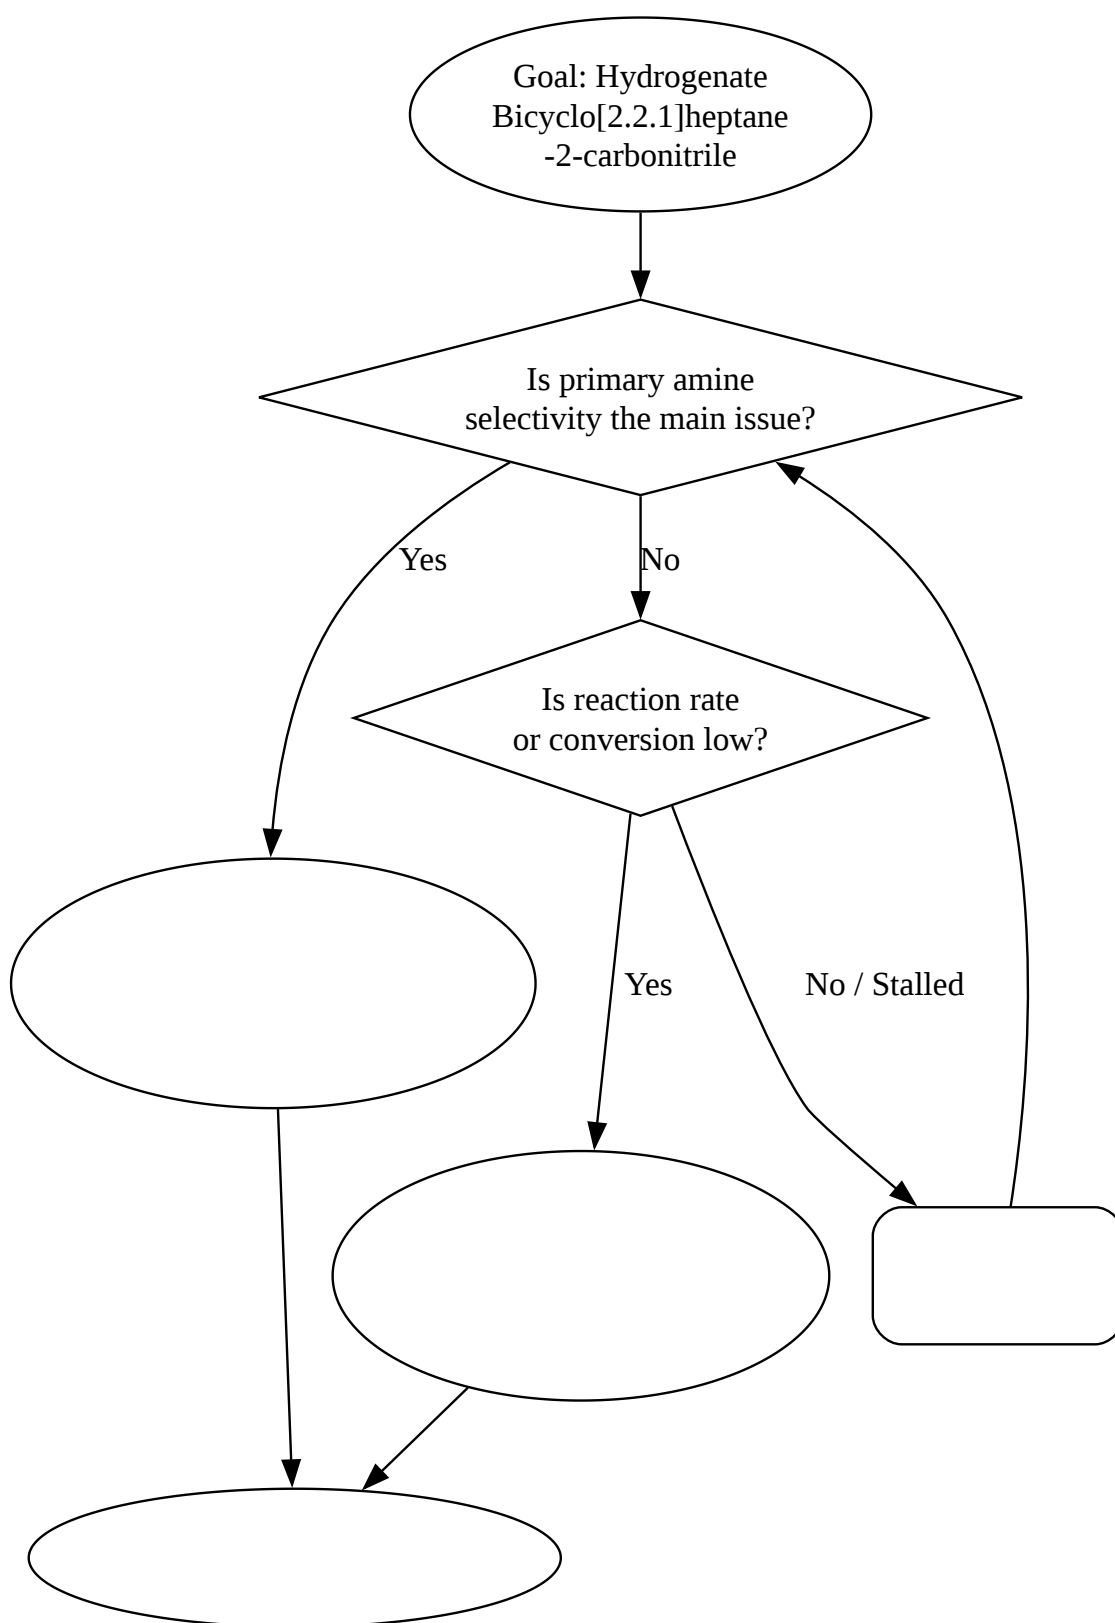 Goal: Hydrogenate
Bicyclo[2.2.1]heptane
-2-carbonitrile
Is primary amine
selectivity the main issue?
Yes
No
Is reaction rate
or conversion low?
Yes
No / Stalled